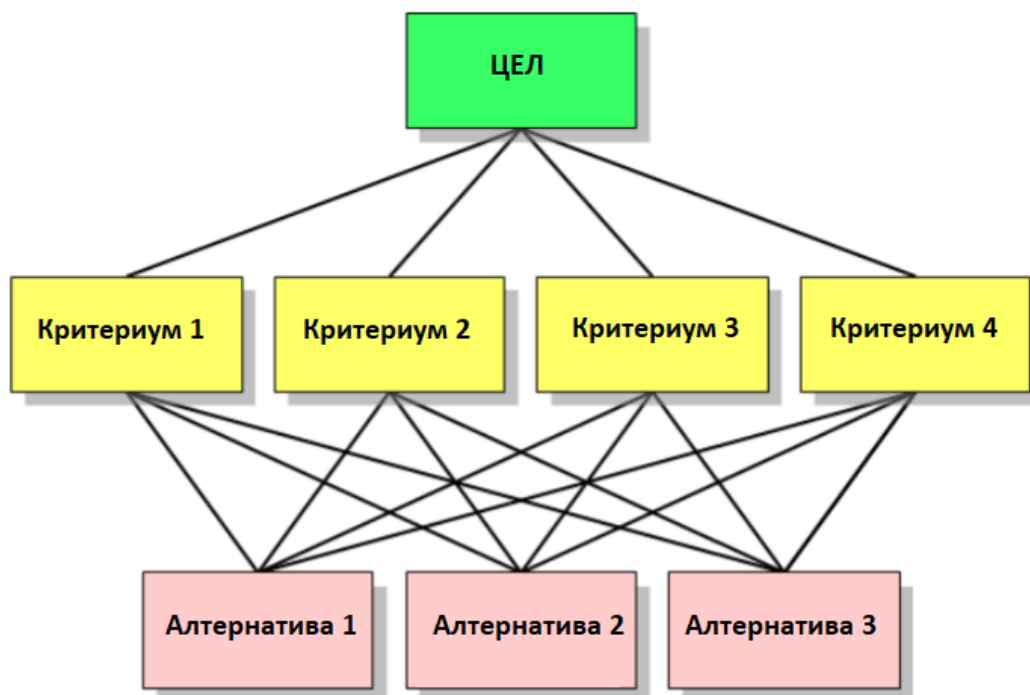 ЦЕЛ
Критериум 1
Критериум 2
Критериум 3
Критериум 4
Алтернатива 1
Алтернатива 2
Алтернатива 3